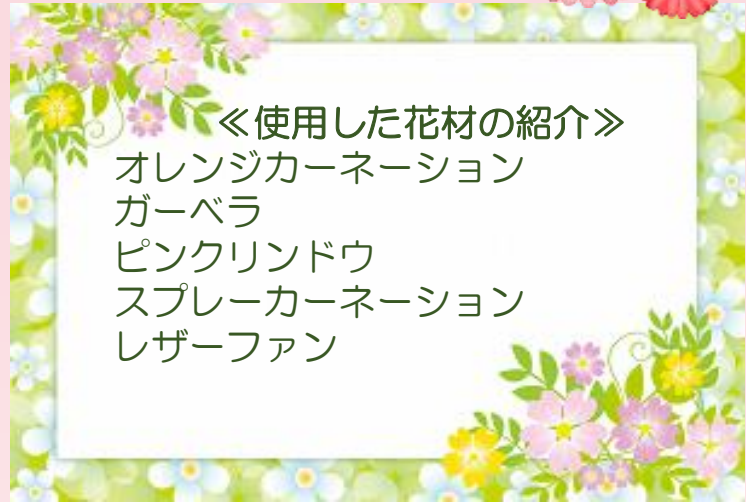 ≪使用した花材の紹介≫
オレンジカーネーション
ガーベラ
ピンクリンドウ
スプレーカーネーション
レザーファン